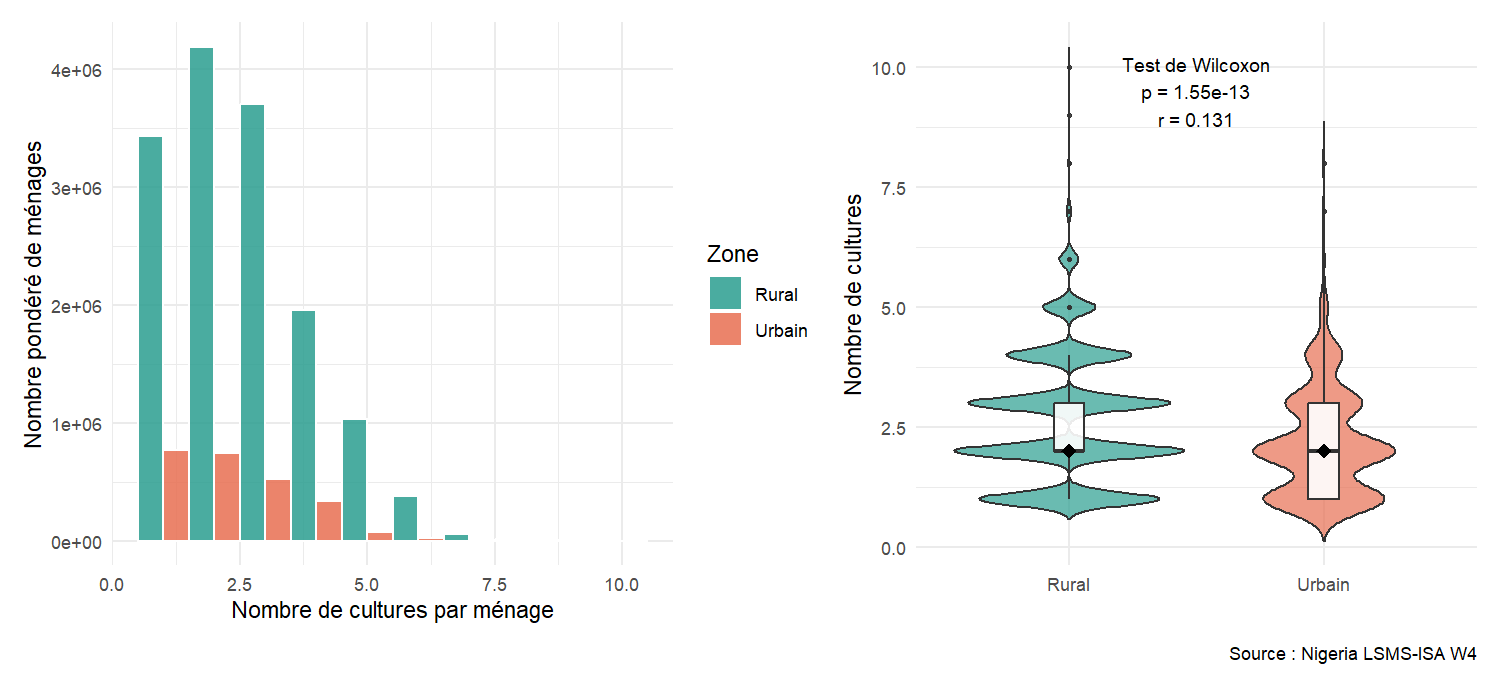 Nombre pondéré de ménages
4e+06
3e+06
2e+06
1e+06
0e+00
0.0
2.5
5.0
7.5
10.0
Nombre de cultures par ménage
Zone
Rural
Urbain
Nombre de cultures
10.0
7.5
5.0
2.5
0.0
Test de Wilcoxon
p = 1.55e-13
r = 0.131
Rural
Urbain
Source : Nigeria LSMS-ISA W4